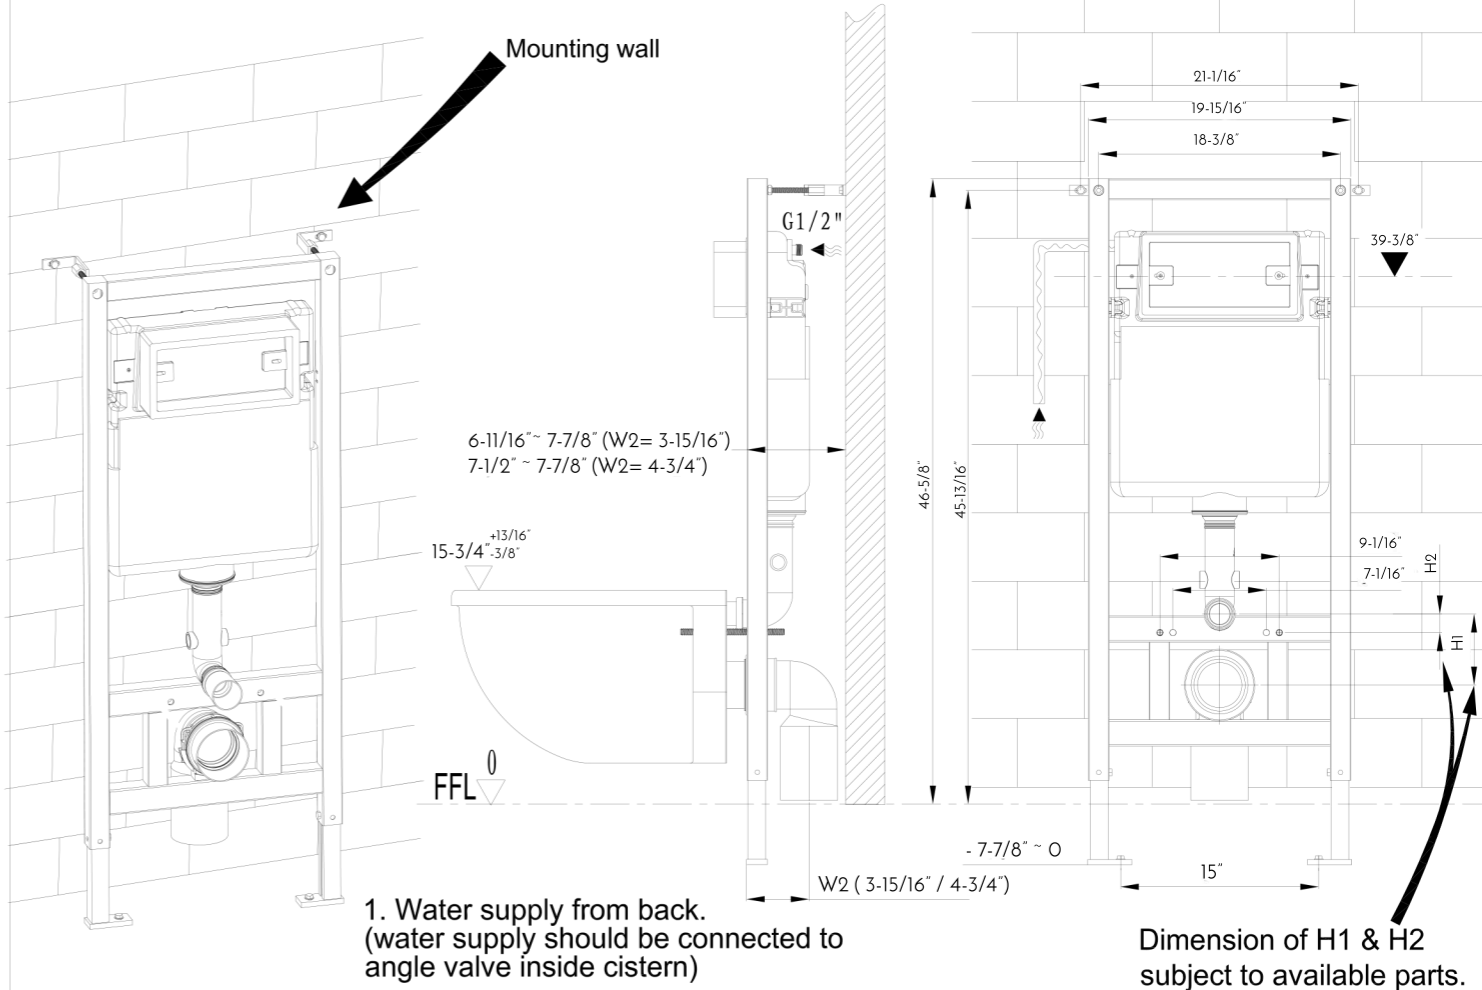 Mounting wall
21-1/16"
19-15/16"
18-3/8"
G1/2"
39-3/8"
6-11/16" ~ 7-7/8" (W2= 3-15/16")
7-1/2" ~ 7-7/8" (W2= 4-3/4")
46-5/8"
45-13/16"
15-3/4" +13/16" -3/8"
9-1/16"
7-1/16"
H2
H1
FFL 0
- 7-7/8" ~ 0
15"
W2 ( 3-15/16" / 4-3/4")
1. Water supply from back.
(water supply should be connected to
angle valve inside cistern)
Dimension of H1 & H2
subject to available parts.